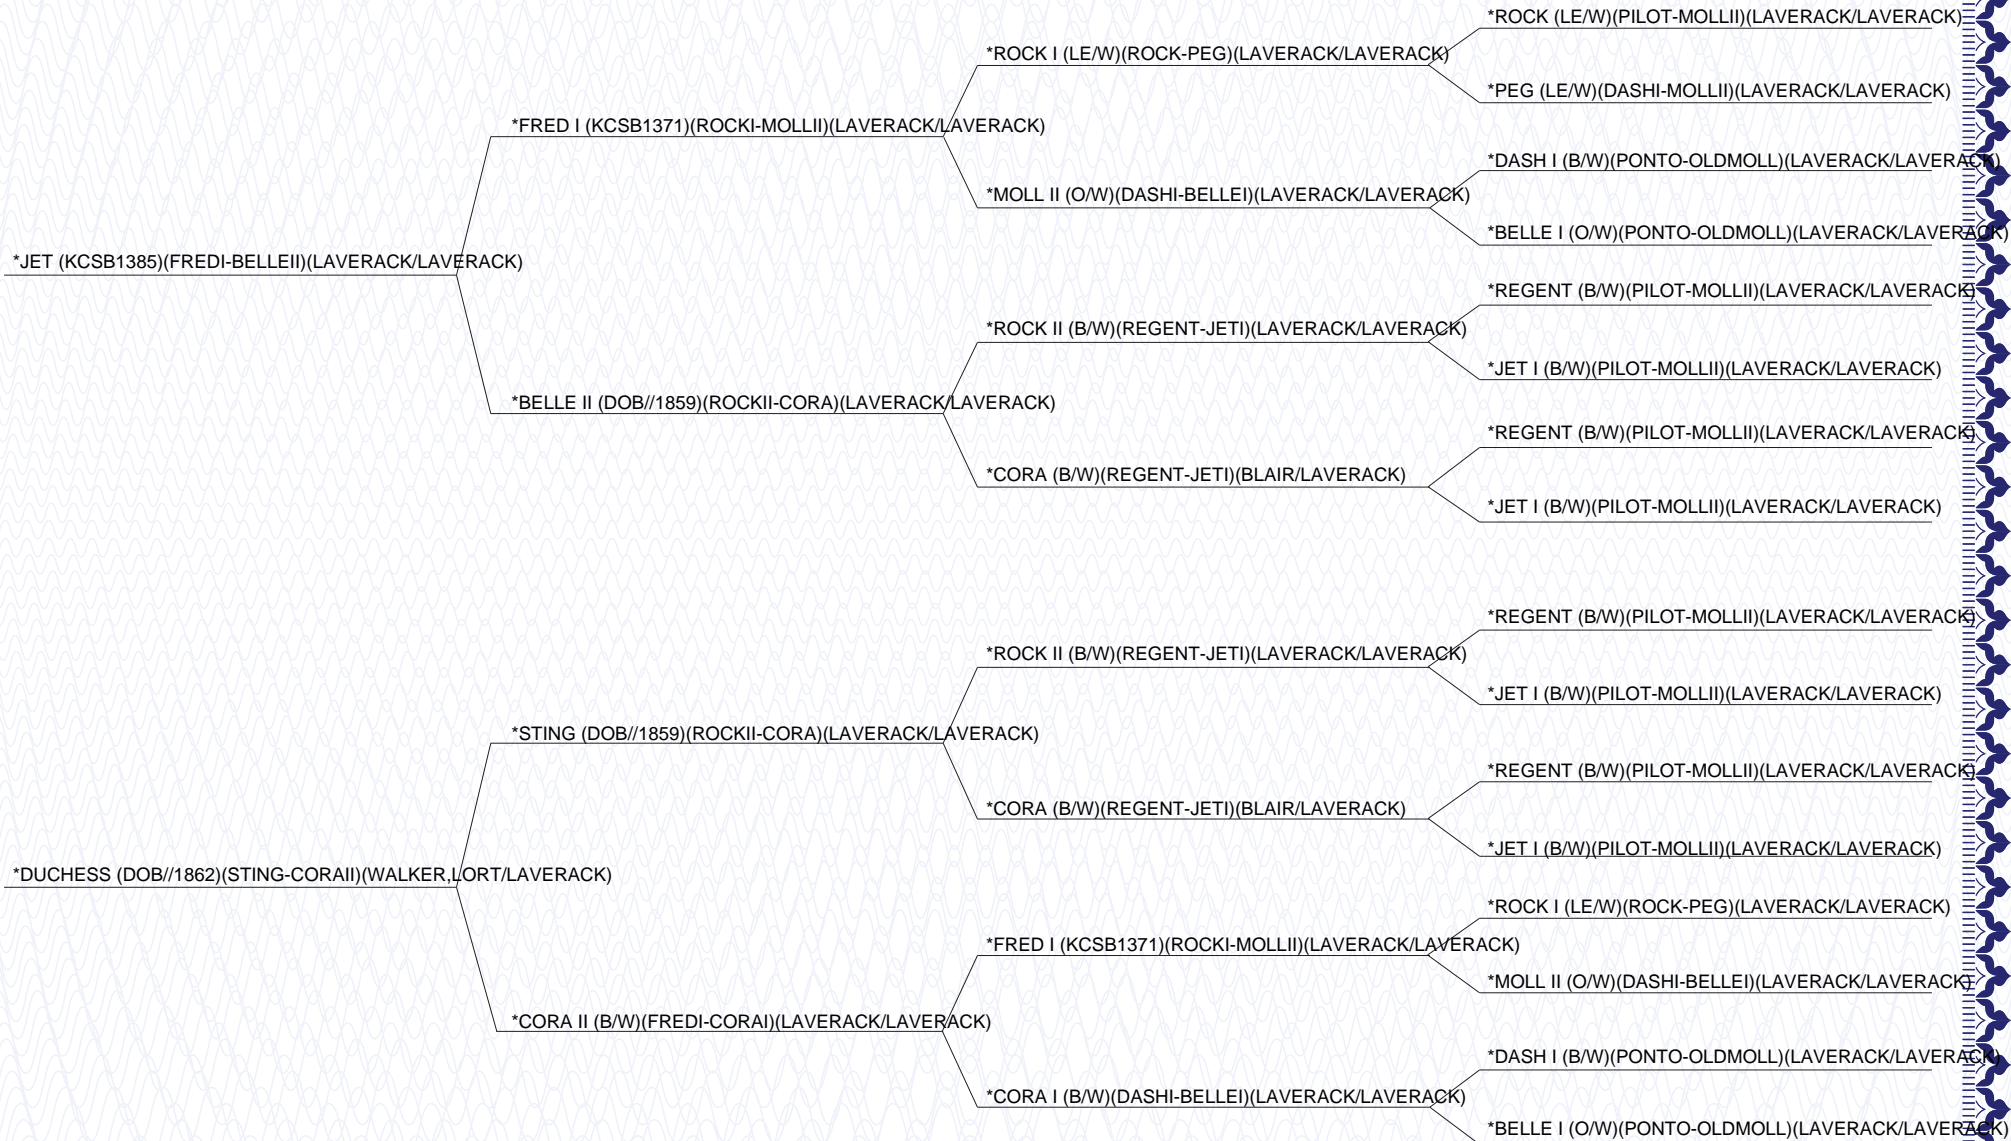 *ROCK (LE/W)(PILOT-MOLLII)(LAVERACK/LAVERACK)
*ROCK I (LE/W)(ROCK-PEG)(LAVERACK/LAVERACK)
*PEG (LE/W)(DASHI-MOLLII)(LAVERACK/LAVERACK)
*FRED I (KCSB1371)(ROCKI-MOLLII)(LAVERACK/LAVERACK)
*DASH I (B/W)(PONTO-OLDMOLL)(LAVERACK/LAVERACK)
*MOLL II (O/W)(DASHI-BELLEI)(LAVERACK/LAVERACK)
*BELLE I (O/W)(PONTO-OLDMOLL)(LAVERACK/LAVERACK)
*JET (KCSB1385)(FREDI-BELLEII)(LAVERACK/LAVERACK)
*REGENT (B/W)(PILOT-MOLLII)(LAVERACK/LAVERACK)
*ROCK II (B/W)(REGENT-JETI)(LAVERACK/LAVERACK)
*JET I (B/W)(PILOT-MOLLII)(LAVERACK/LAVERACK)
*BELLE II (DOB//1859)(ROCKII-CORA)(LAVERACK/LAVERACK)
*REGENT (B/W)(PILOT-MOLLII)(LAVERACK/LAVERACK)
*CORA (B/W)(REGENT-JETI)(BLAIR/LAVERACK)
*JET I (B/W)(PILOT-MOLLII)(LAVERACK/LAVERACK)
*REGENT (B/W)(PILOT-MOLLII)(LAVERACK/LAVERACK)
*ROCK II (B/W)(REGENT-JETI)(LAVERACK/LAVERACK)
*JET I (B/W)(PILOT-MOLLII)(LAVERACK/LAVERACK)
*STING (DOB//1859)(ROCKII-CORA)(LAVERACK/LAVERACK)
*REGENT (B/W)(PILOT-MOLLII)(LAVERACK/LAVERACK)
*CORA (B/W)(REGENT-JETI)(BLAIR/LAVERACK)
*JET I (B/W)(PILOT-MOLLII)(LAVERACK/LAVERACK)
*DUCHESS (DOB//1862)(STING-CORAII)(WALKER,LORT/LAVERACK)
*ROCK I (LE/W)(ROCK-PEG)(LAVERACK/LAVERACK)
*FRED I (KCSB1371)(ROCKI-MOLLII)(LAVERACK/LAVERACK)
*MOLL II (O/W)(DASHI-BELLEI)(LAVERACK/LAVERACK)
*CORA II (B/W)(FREDI-CORAI)(LAVERACK/LAVERACK)
*DASH I (B/W)(PONTO-OLDMOLL)(LAVERACK/LAVERACK)
*CORA I (B/W)(DASHI-BELLEI)(LAVERACK/LAVERACK)
*BELLE I (O/W)(PONTO-OLDMOLL)(LAVERACK/LAVERACK)